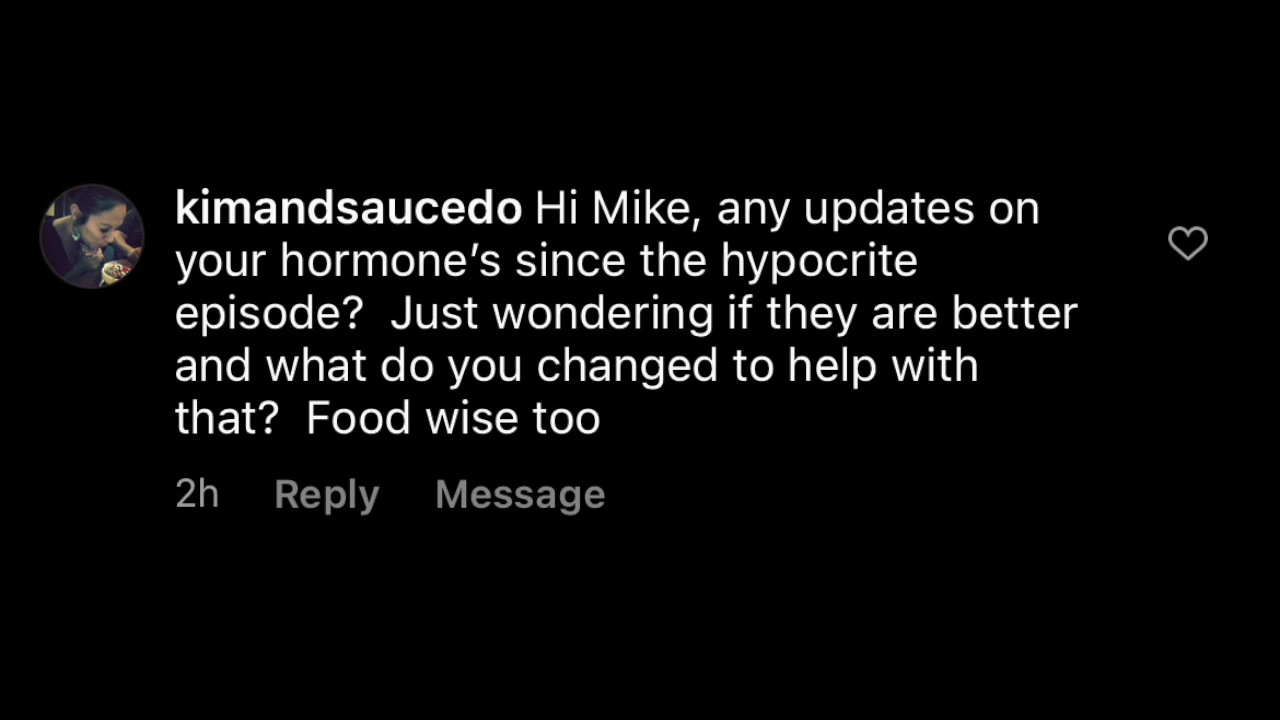 kimandsaucedo Hi Mike, any updates on
your hormone’s since the hypocrite
episode?  Just wondering if they are better
and what do you changed to help with
that?  Food wise too
2h Reply Message